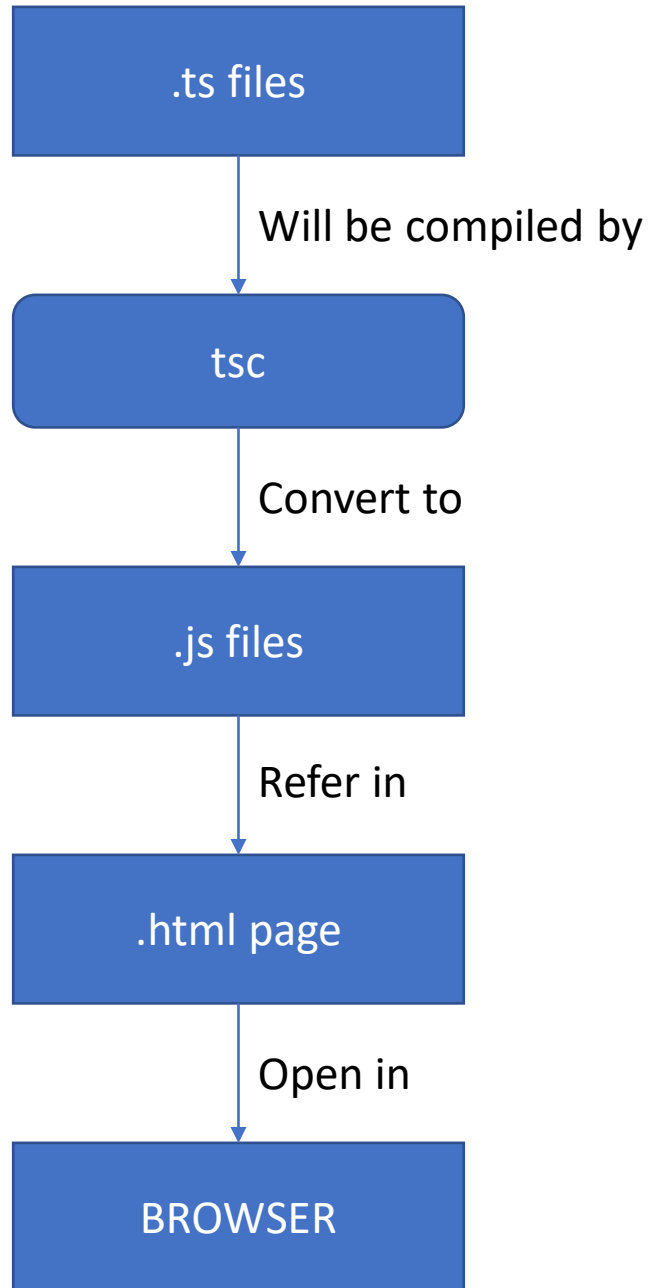 .ts files
Will be compiled by
tsc
Convert to
.js files
Refer in
.html page
Open in
BROWSER